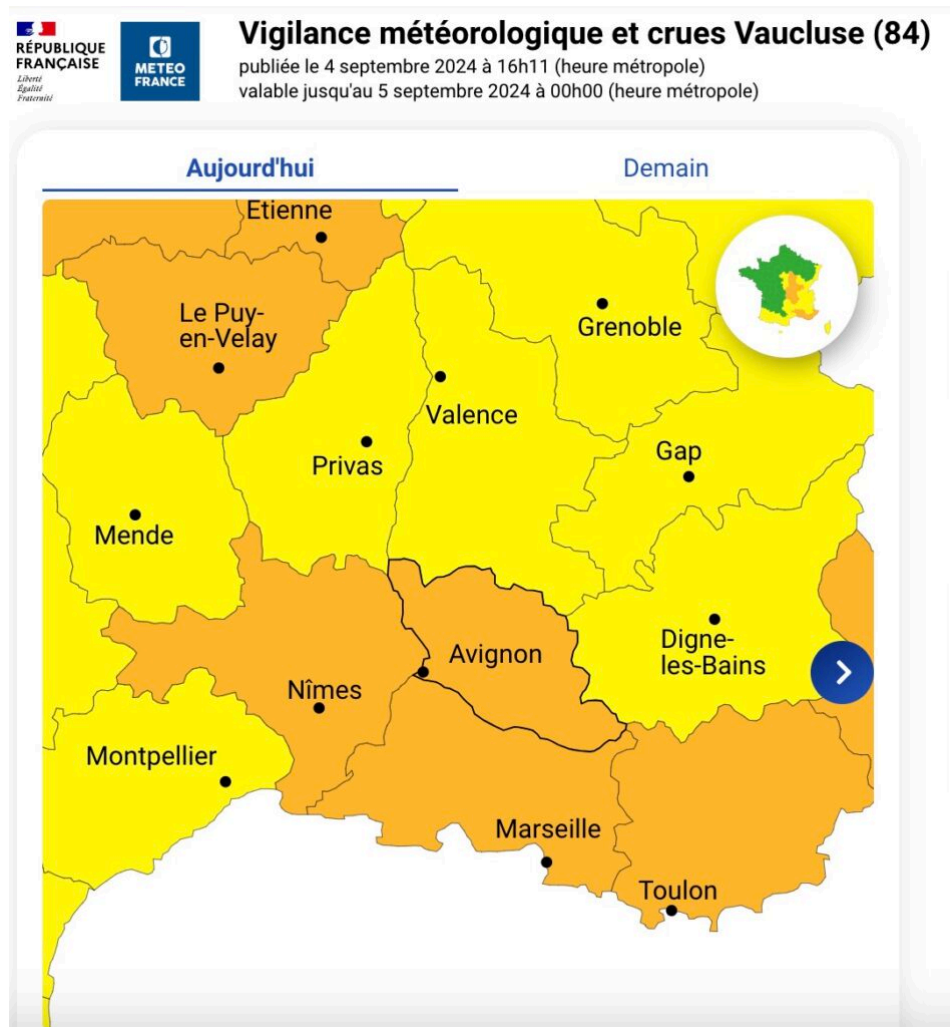 RÉPUBLIQUE
FRANÇAISE
Liberté
Égalité
Fraternité
METEO
FRANCE
Vigilance météorologique et crues Vaucluse (84)
publiée le 4 septembre 2024 à 16h11 (heure métropole)
valable jusqu'au 5 septembre 2024 à 00h00 (heure métropole)
Aujourd'hui
Demain
Etienne
Le Puy-
en-Velay
Grenoble
Valence
Privas
Gap
Mende
Avignon
Digne-
les-Bains
Nîmes
Montpellier
Marseille
Toulon